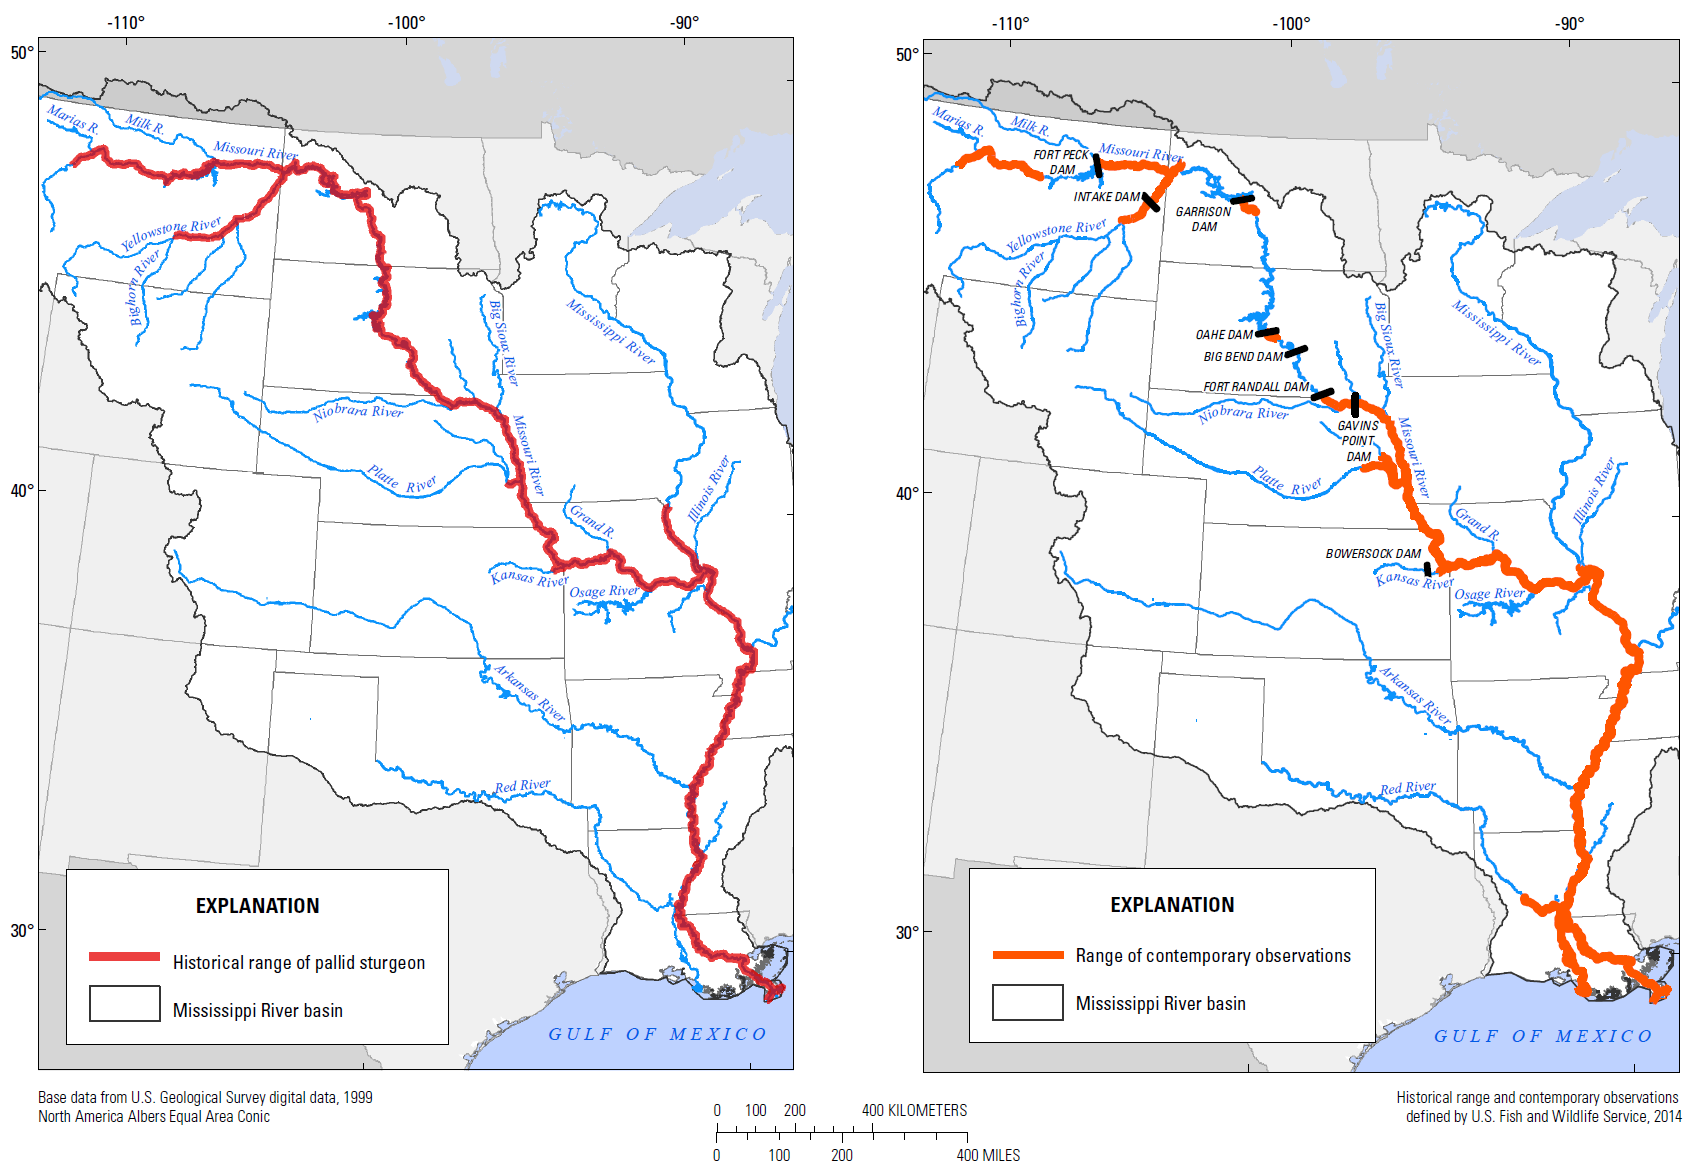 -110°
-100°
-90°
50°
40°
30°
Marias R.
Milk R.
Missouri River
Yellowstone River
Bighorn River
Big Sioux River
Mississippi River
Niobrara River
Missouri River
Platte River
Illinois River
Grand R.
Kansas River
Osage River
Arkansas River
Red River
EXPLANATION
Historical range of pallid sturgeon
Mississippi River basin
GULF OF MEXICO
Base data from U.S. Geological Survey digital data, 1999
North America Albers Equal Area Conic
-110°
-100°
-90°
50°
40°
30°
Marias R.
Milk R.
FORT PECK
DAM
Missouri River
INTAKE DAM
GARRISON
DAM
Yellowstone River
Bighorn River
OAHE DAM
BIG BEND DAM
Big Sioux River
Mississippi River
FORT RANDALL DAM
Niobrara River
GAVINS
POINT
DAM
Missouri River
Platte River
Illinois River
Grand R.
BOWERSOCK DAM
Kansas River
Osage River
Arkansas River
Red River
EXPLANATION
Range of contemporary observations
Mississippi River basin
GULF OF MEXICO
Historical range and contemporary observations
defined by U.S. Fish and Wildlife Service, 2014
0 100 200 400 KILOMETERS
0 100 200 400 MILES